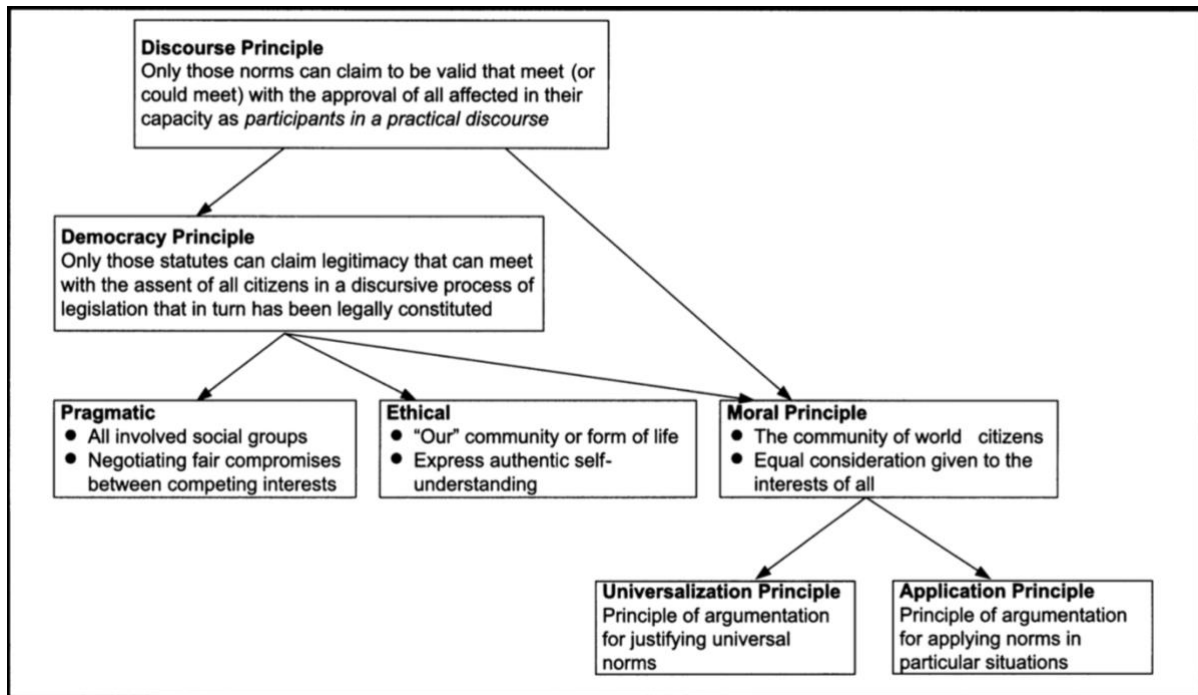 Discourse Principle
Only those norms can claim to be valid that meet (or
could meet) with the approval of all affected in their
capacity as participants in a practical discourse
Democracy Principle
Only those statutes can claim legitimacy that can meet
with the assent of all citizens in a discursive process of
legislation that in turn has been legally constituted
Pragmatic
● All involved social groups
● Negotiating fair compromises
between competing interests
Ethical
● “Our” community or form of life
● Express authentic self-
understanding
Moral Principle
● The community of world citizens
● Equal consideration given to the
interests of all
Universalization Principle
Principle of argumentation
for justifying universal
norms
Application Principle
Principle of argumentation
for applying norms in
particular situations